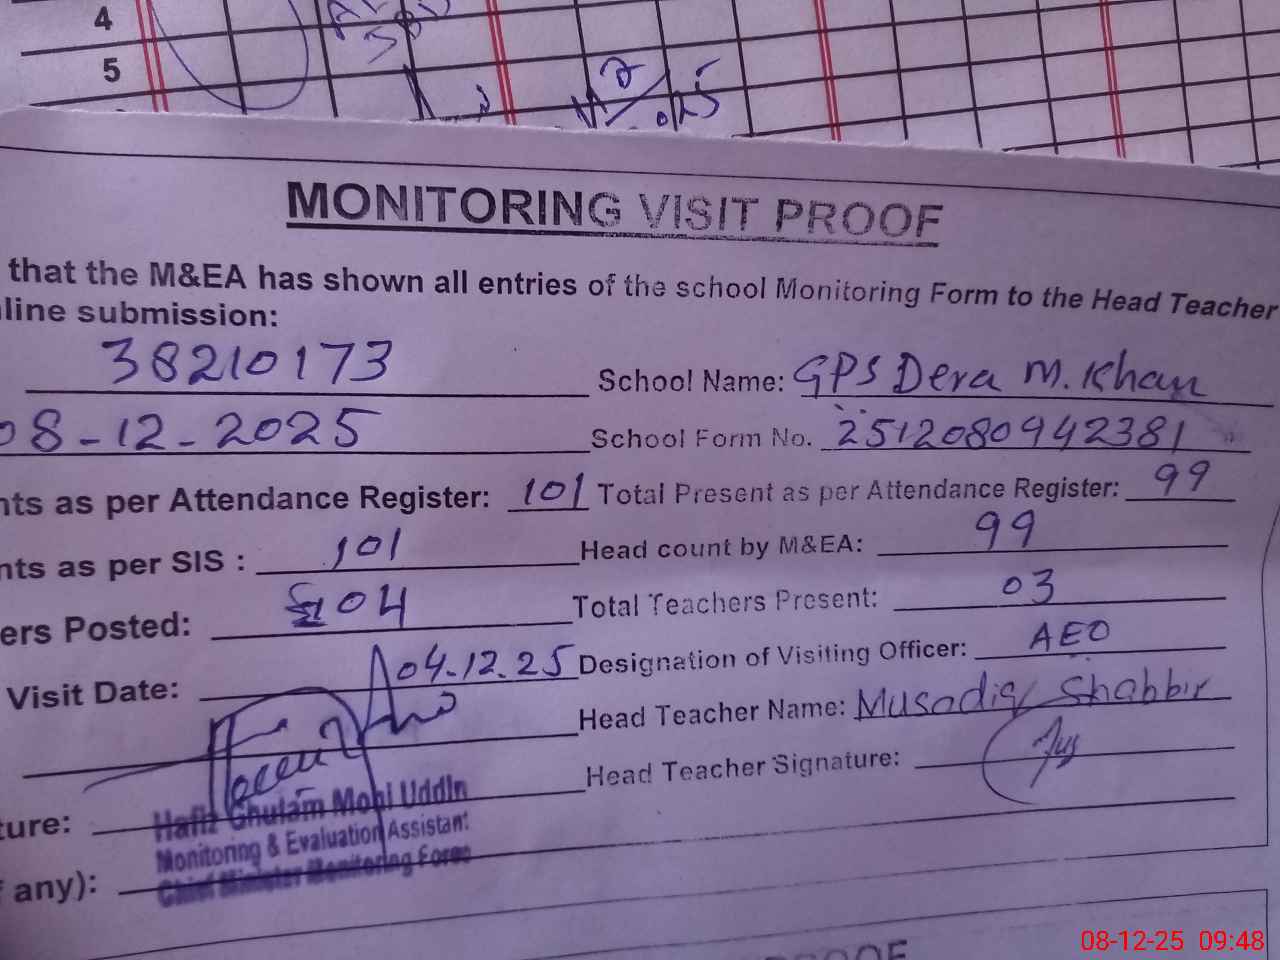 4
5
MONITORING VISIT PROOF
that the M&EA has shown all entries of the school Monitoring Form to the Head Teacher
line submission:
38210173 School Name: GPS Dera M. Khan
08-12-2025 School Form No. 2512080942381
nts as per Attendance Register: 101 Total Present as per Attendance Register: 99
nts as per SIS : 101 Head count by M&EA: 99
ers Posted: 04 Total Teachers Present: 03
Visit Date: 04.12.25 Designation of Visiting Officer: AEO
Head Teacher Name: Musadiq Shabbir
Head Teacher Signature:
ture:
Hafiz Ghulam Mohi Uddin
Monitoring & Evaluation Assistant
Chief Minister Monitoring Force
any):
08-12-25 09:48